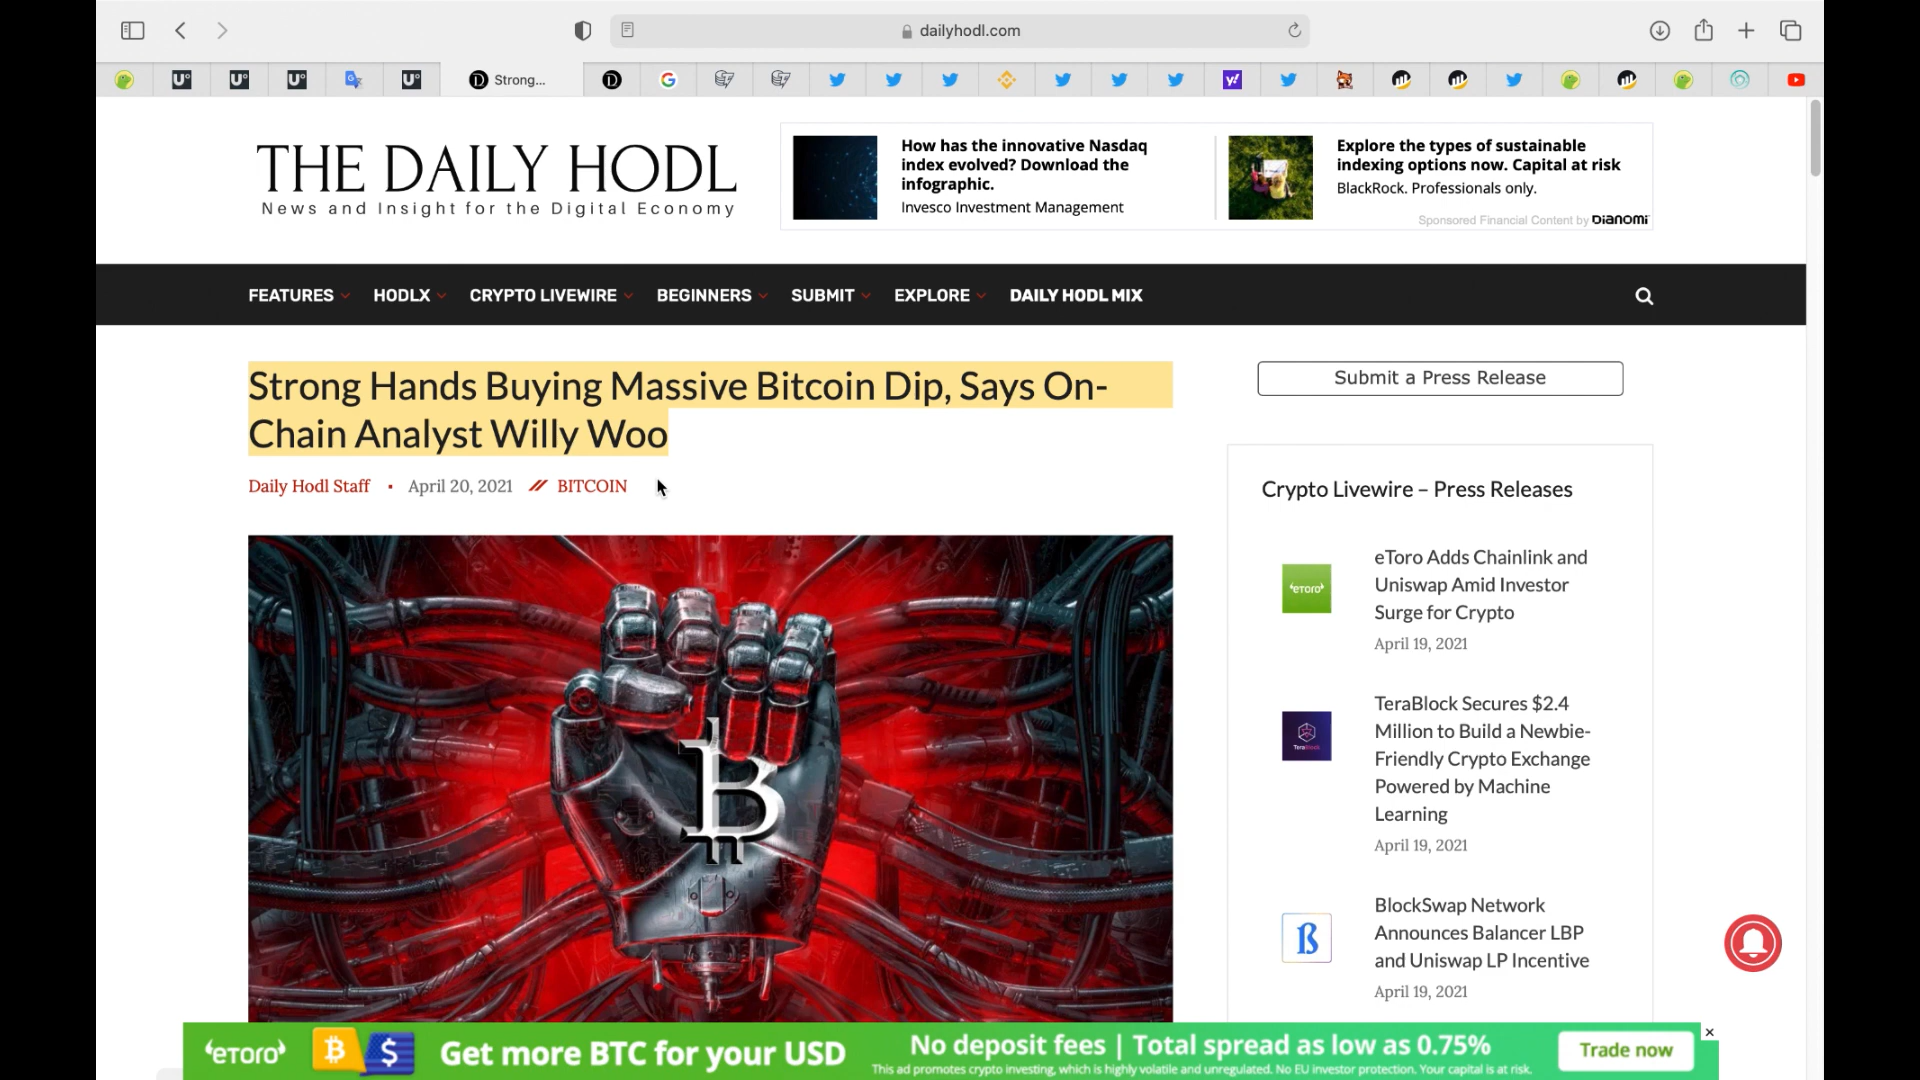 dailyhodl.com
Strong...
THE DAILY HODL
News and Insight for the Digital Economy
How has the innovative Nasdaq
index evolved? Download the
infographic.
Invesco Investment Management
Explore the types of sustainable
indexing options now. Capital at risk
BlackRock. Professionals only.
Sponsored Financial Content by DIANOMI
FEATURES HODLX CRYPTO LIVEWIRE BEGINNERS SUBMIT EXPLORE DAILY HODL MIX
Strong Hands Buying Massive Bitcoin Dip, Says On-
Chain Analyst Willy Woo
Daily Hodl Staff • April 20, 2021 // BITCOIN
Submit a Press Release
Crypto Livewire – Press Releases
eToro
eToro Adds Chainlink and
Uniswap Amid Investor
Surge for Crypto
April 19, 2021
TeraBlock
TeraBlock Secures $2.4
Million to Build a Newbie-
Friendly Crypto Exchange
Powered by Machine
Learning
April 19, 2021
BlockSwap Network
Announces Balancer LBP
and Uniswap LP Incentive
April 19, 2021
eToro
Get more BTC for your USD
No deposit fees | Total spread as low as 0.75%
This ad promotes crypto investing, which is highly volatile and unregulated. No EU investor protection. Your capital is at risk.
Trade now